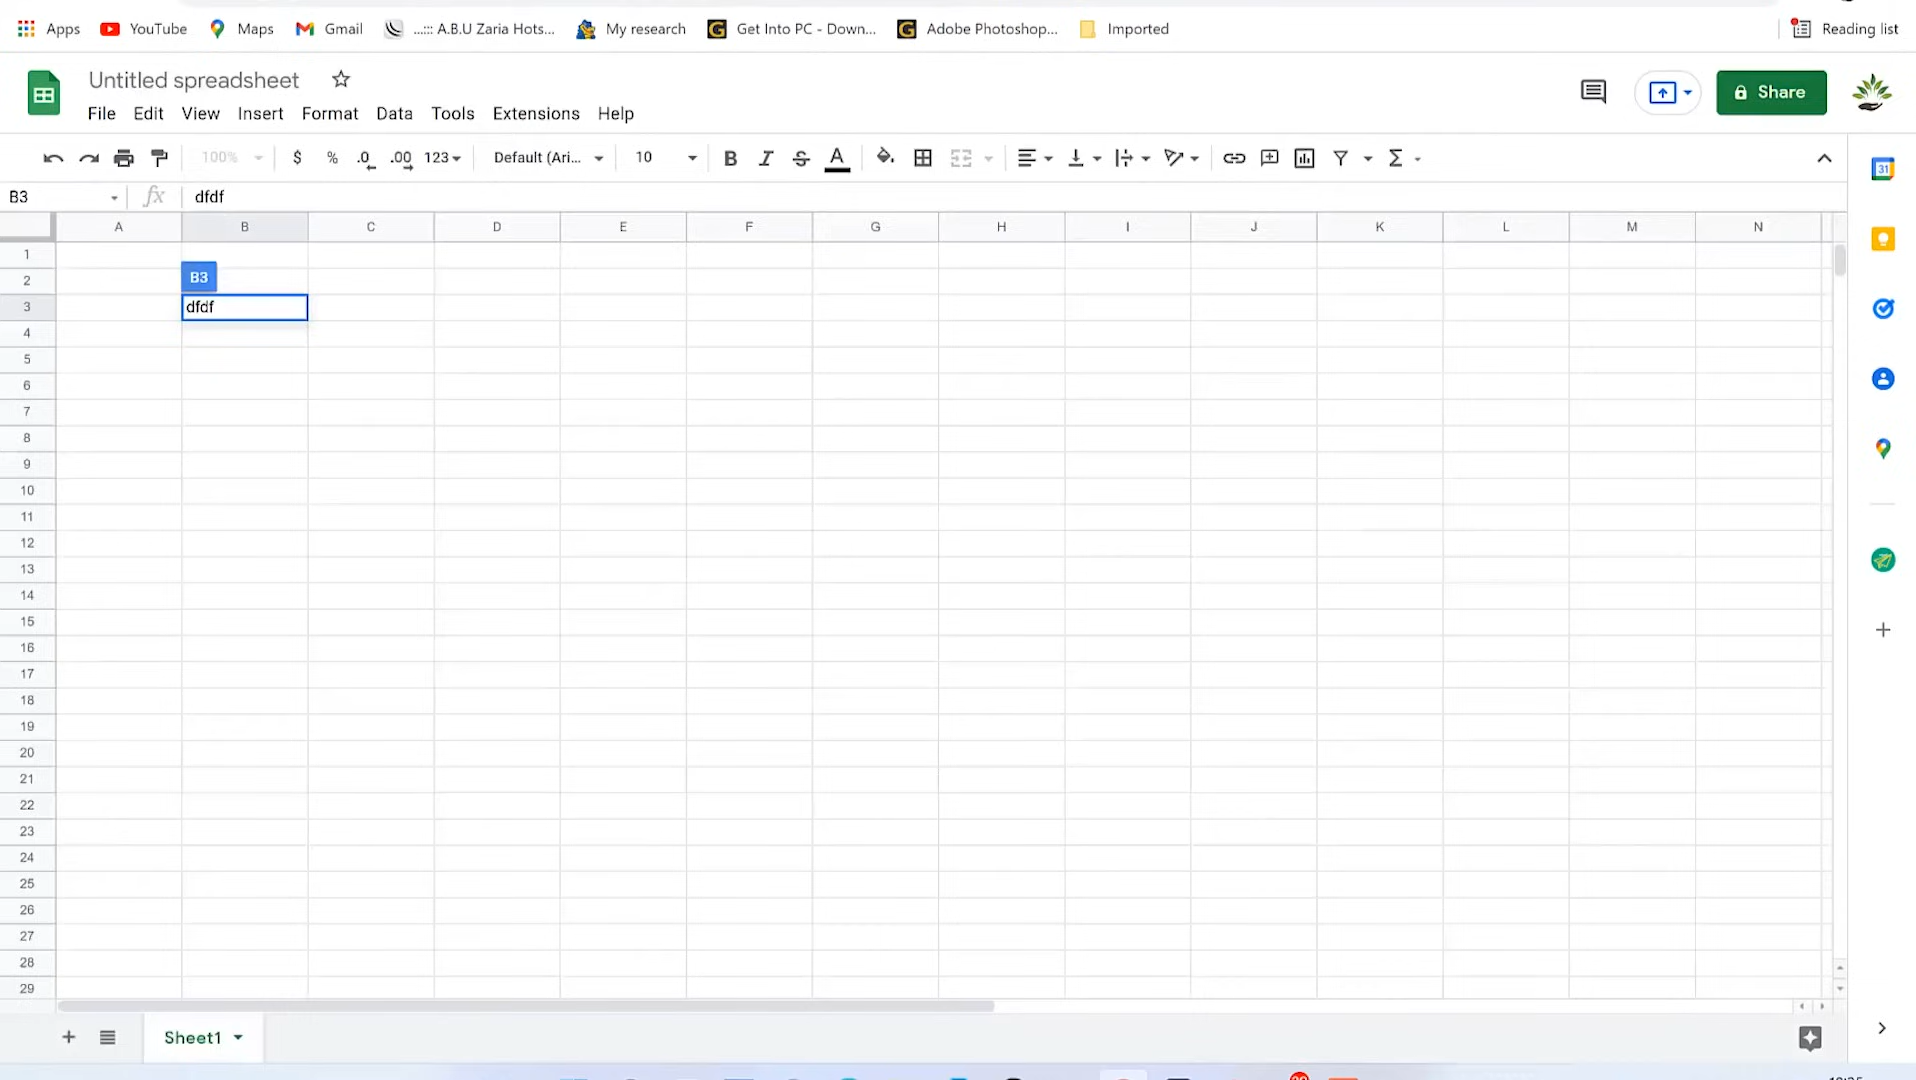 Apps YouTube Maps Gmail ...::: A.B.U Zaria Hots... My research Get Into PC - Down... Adobe Photoshop... Imported Reading list
Untitled spreadsheet
File Edit View Insert Format Data Tools Extensions Help
Share
100% $ % .0 .00 123 Default (Ari... 10 B I S A Σ
31
B3 fx dfdf
A B C D E F G H I J K L M N
1
B3
2
3 dfdf
4
5
6
7
8
9
10
11
12
13
14
15
16
17
18
19
20
21
22
23
24
25
26
27
28
29
Sheet1